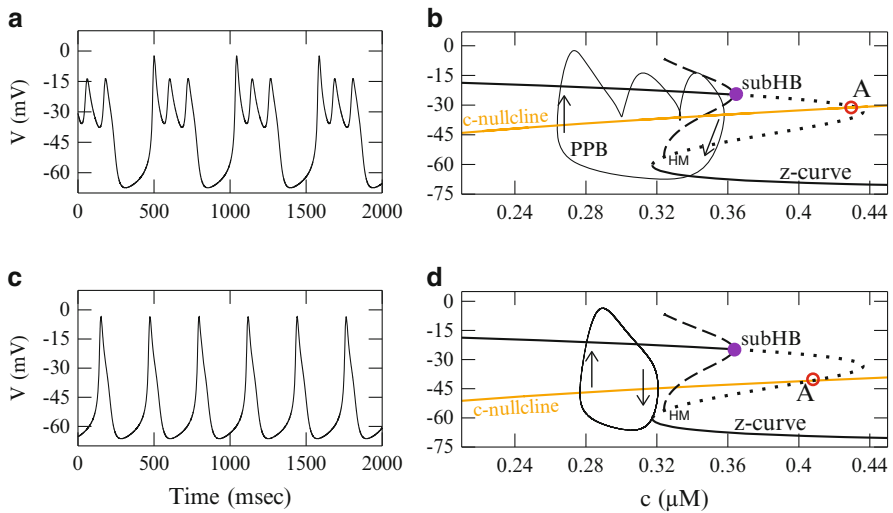 a
0
-15
-30
-45
-60
V (mV)
0 500 1000 1500 2000
b
0
-15
-30
-45
-60
-75
0.24 0.28 0.32 0.36 0.4 0.44
subHB
A
c-nullcline
PPB
HM
z-curve
c
0
-15
-30
-45
-60
V (mV)
0 500 1000 1500 2000
Time (msec)
d
0
-15
-30
-45
-60
-75
0.24 0.28 0.32 0.36 0.4 0.44
subHB
A
c-nullcline
HM
z-curve
c (μM)